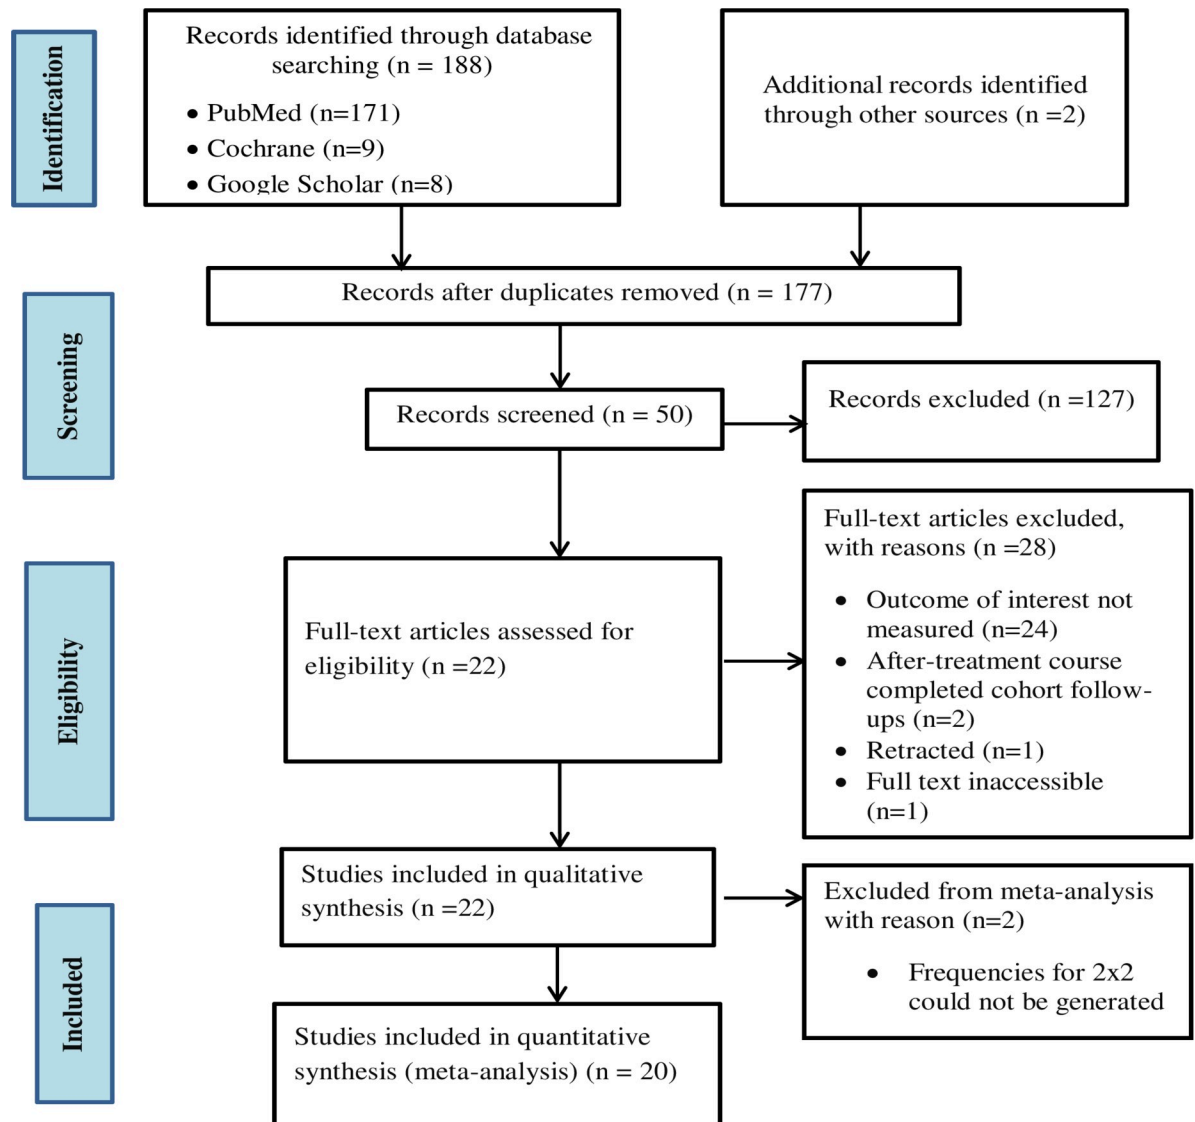 Identification
Records identified through database
searching (n = 188)
• PubMed (n=171)
• Cochrane (n=9)
• Google Scholar (n=8)
Additional records identified
through other sources (n =2)
Records after duplicates removed (n = 177)
Screening
Records screened (n = 50)
Records excluded (n =127)
Eligibility
Full-text articles assessed for
eligibility (n =22)
Full-text articles excluded,
with reasons (n =28)
• Outcome of interest not
measured (n=24)
• After-treatment course
completed cohort follow-
ups (n=2)
• Retracted (n=1)
• Full text inaccessible
(n=1)
Included
Studies included in qualitative
synthesis (n =22)
Excluded from meta-analysis
with reason (n=2)
• Frequencies for 2x2
could not be generated
Studies included in quantitative
synthesis (meta-analysis) (n = 20)